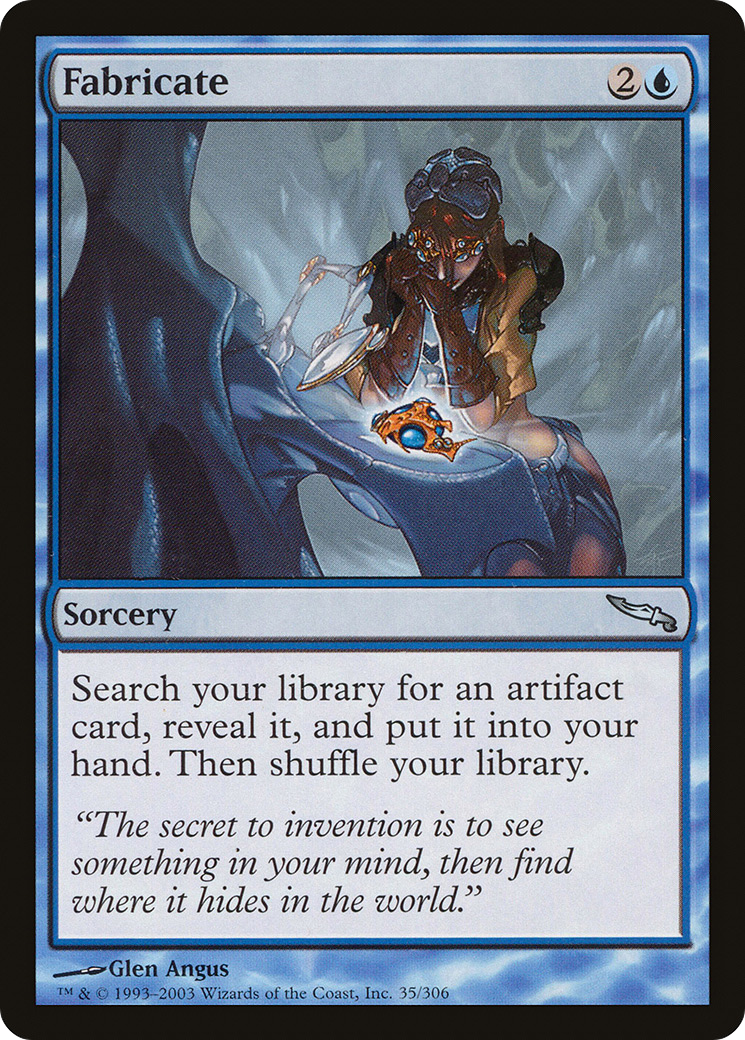 Fabricate
2
Sorcery
Search your library for an artifact
card, reveal it, and put it into your
hand. Then shuffle your library.
“The secret to invention is to see
something in your mind, then find
where it hides in the world.”
Glen Angus
™ & © 1993–2003 Wizards of the Coast, Inc. 35/306